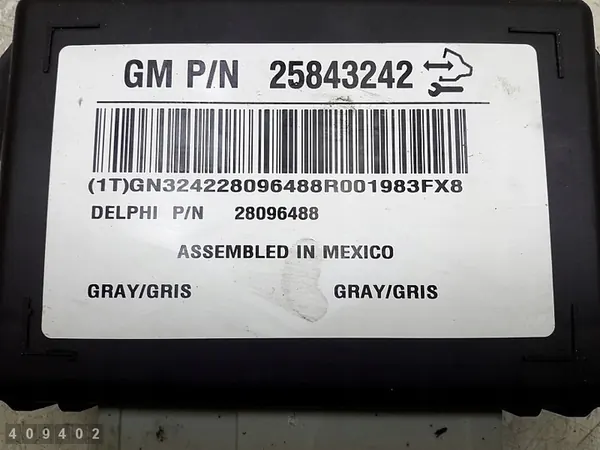 GM P/N 25843242
(1T)GN324228096488R001983FX8
DELPHI P/N 28096488
ASSEMBLED IN MEXICO
GRAY/GRIS GRAY/GRIS
409402